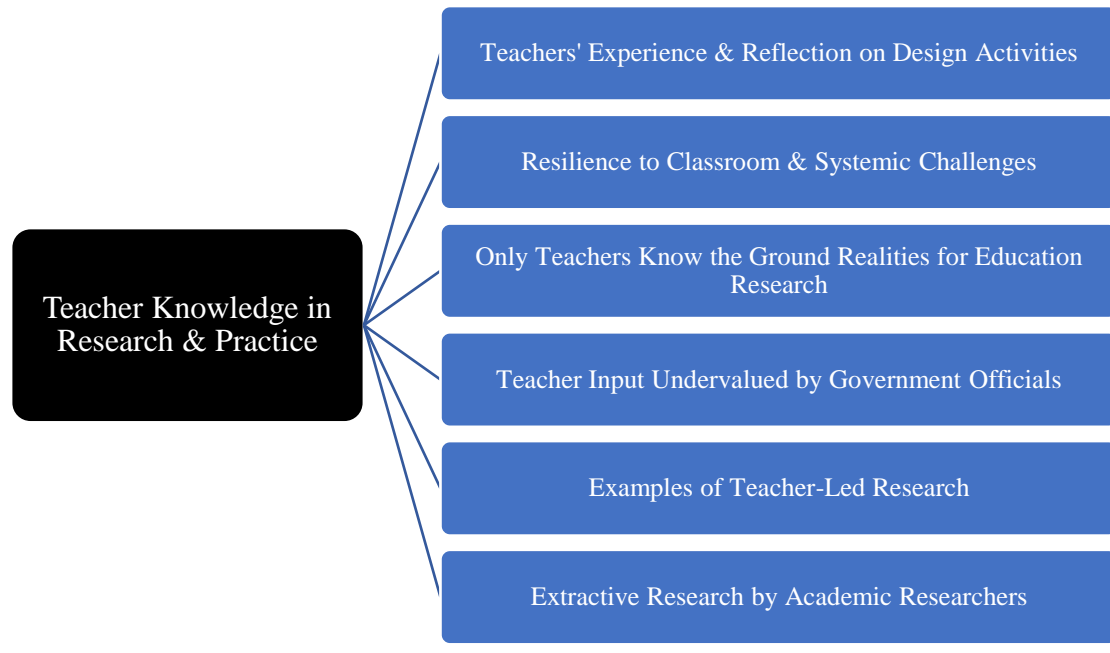 Teachers' Experience & Reflection on Design Activities
Resilience to Classroom & Systemic Challenges
Only Teachers Know the Ground Realities for Education
Research
Teacher Knowledge in
Research & Practice
Teacher Input Undervalued by Government Officials
Examples of Teacher-Led Research
Extractive Research by Academic Researchers